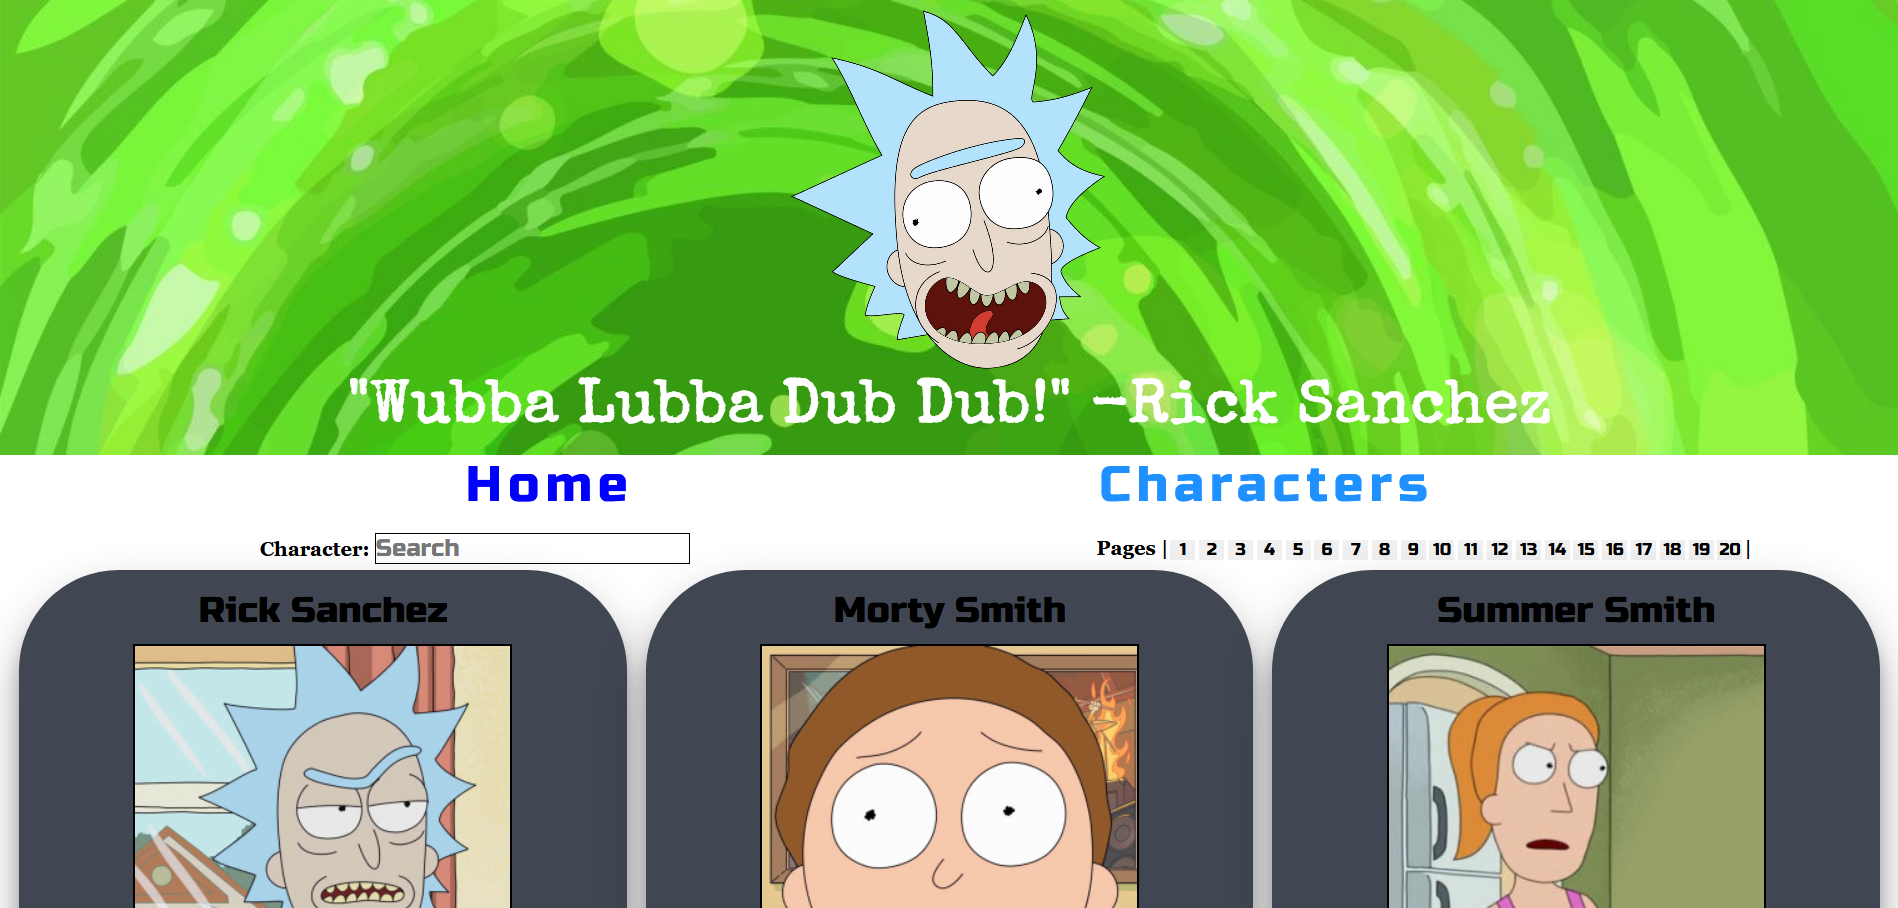 "Wubba Lubba Dub Dub!" -Rick Sanchez
Home Characters
Character: Search Pages | 1 2 3 4 5 6 7 8 9 10 11 12 13 14 15 16 17 18 19 20 |
Rick Sanchez Morty Smith Summer Smith